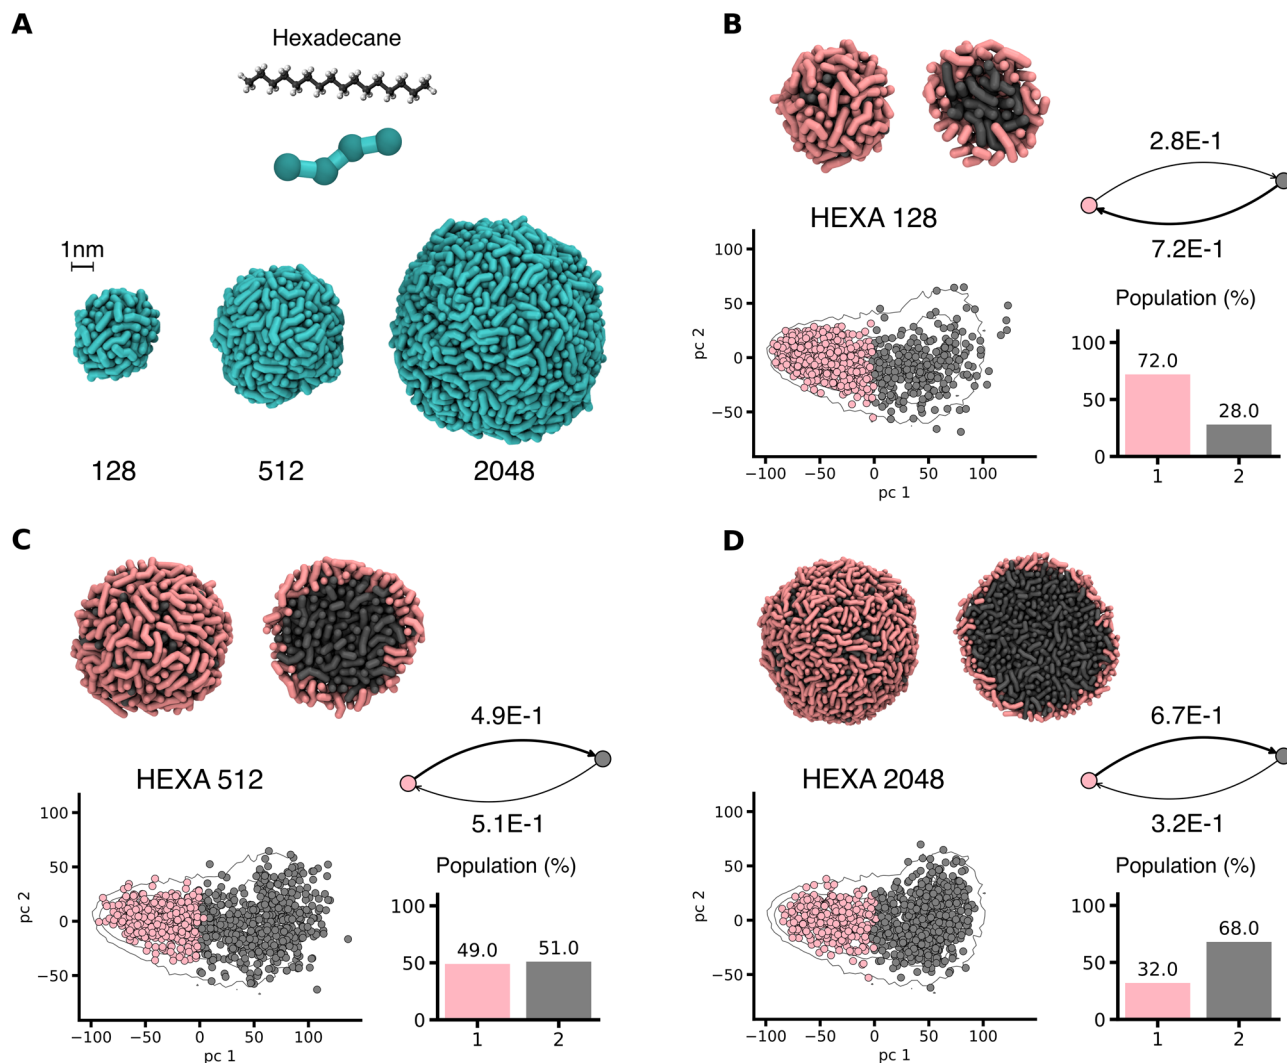 A
Hexadecane
1nm
128
512
2048
B
2.8E-1
7.2E-1
HEXA 128
100
50
0
−50
pc 2
−100
−50
0
50
100
pc 1
Population (%)
100
50
0
72.0
28.0
1
2
C
4.9E-1
5.1E-1
HEXA 512
100
50
0
−50
pc 2
−100
−50
0
50
100
pc 1
Population (%)
100
50
0
49.0
51.0
1
2
D
6.7E-1
3.2E-1
HEXA 2048
100
50
0
−50
pc 2
−100
−50
0
50
100
pc 1
Population (%)
100
50
0
32.0
68.0
1
2